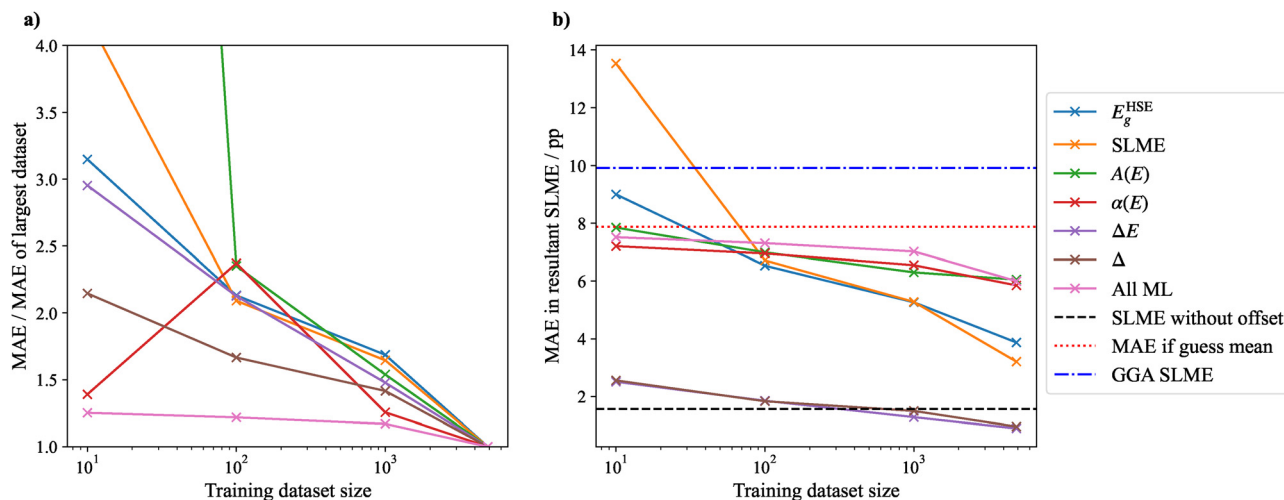 a)
MAE / MAE of largest dataset
4.0
3.5
3.0
2.5
2.0
1.5
1.0
10¹
10²
10³
Training dataset size
b)
MAE in resultant SLME / pp
14
12
10
8
6
4
2
10¹
10²
10³
Training dataset size
E_g^HSE
SLME
A(E)
α(E)
ΔE
Δ
All ML
SLME without offset
MAE if guess mean
GGA SLME